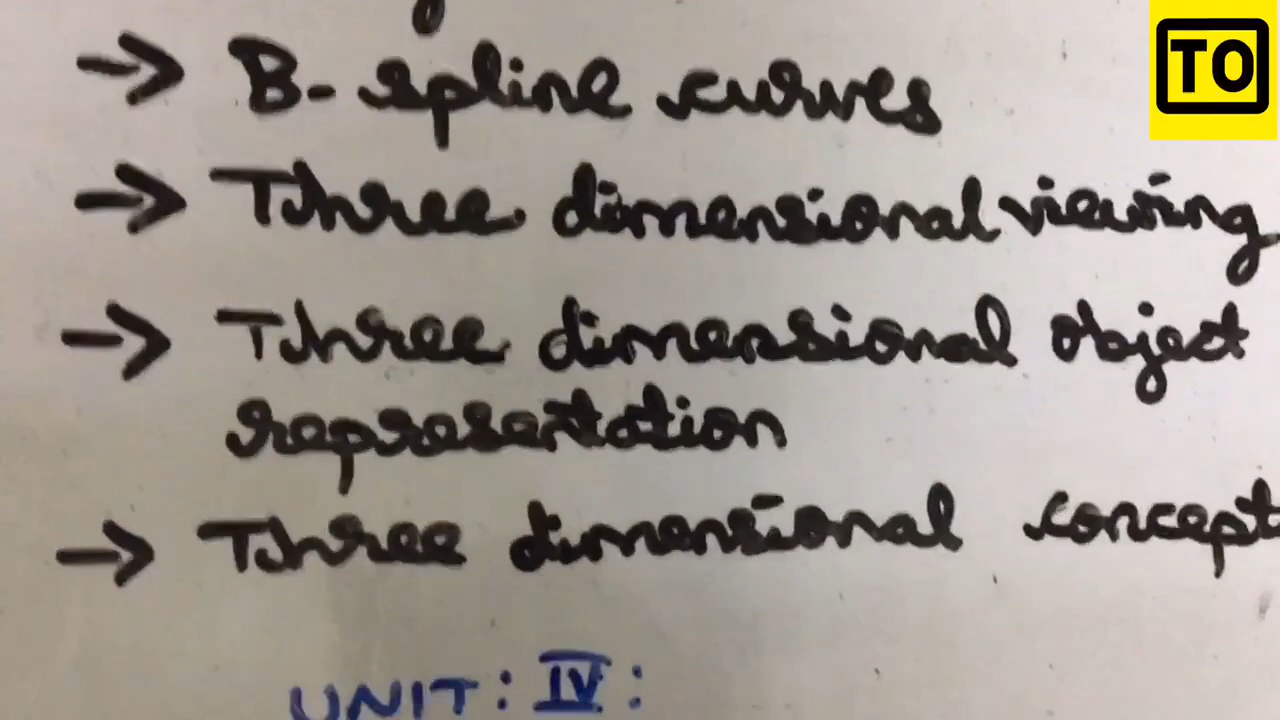 TO
→ B-spline curves
→ Three dimensional viewing
→ Three dimensional object
representation
→ Three dimensional concept
UNIT: IV: